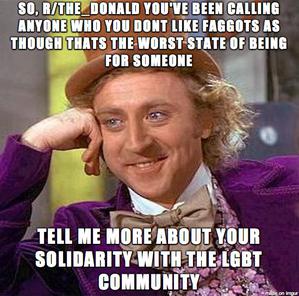 SO, R/THE_DONALD YOU'VE BEEN CALLING
ANYONE WHO YOU DONT LIKE FAGGOTS AS
THOUGH THATS THE WORST STATE OF BEING
FOR SOMEONE
TELL ME MORE ABOUT YOUR
SOLIDARITY WITH THE LGBT
COMMUNITY
made on imgur